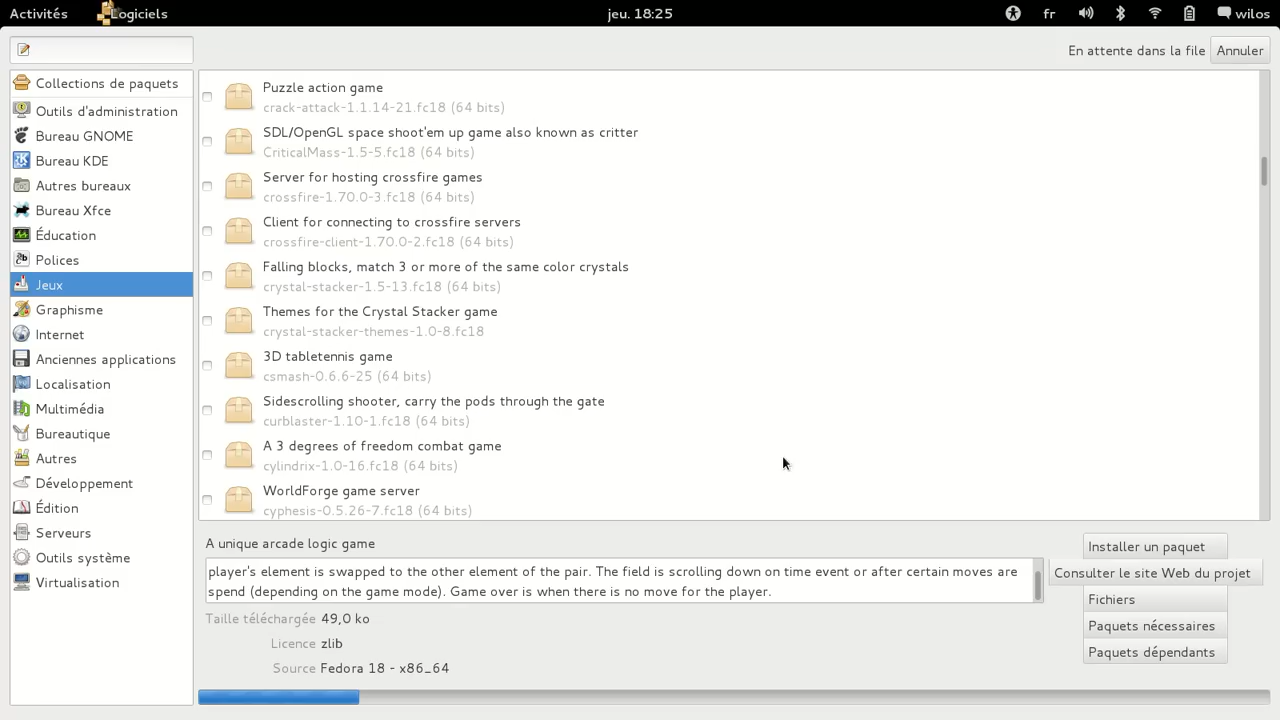 Activités
Logiciels
jeu. 18:25
fr
wilos
En attente dans la file
Annuler
Collections de paquets
Outils d'administration
Bureau GNOME
Bureau KDE
Autres bureaux
Bureau Xfce
Éducation
Polices
Jeux
Graphisme
Internet
Anciennes applications
Localisation
Multimédia
Bureautique
Autres
Développement
Édition
Serveurs
Outils système
Virtualisation
Puzzle action game
crack-attack-1.1.14-21.fc18 (64 bits)
SDL/OpenGL space shoot'em up game also known as critter
CriticalMass-1.5-5.fc18 (64 bits)
Server for hosting crossfire games
crossfire-1.70.0-3.fc18 (64 bits)
Client for connecting to crossfire servers
crossfire-client-1.70.0-2.fc18 (64 bits)
Falling blocks, match 3 or more of the same color crystals
crystal-stacker-1.5-13.fc18 (64 bits)
Themes for the Crystal Stacker game
crystal-stacker-themes-1.0-8.fc18
3D tabletennis game
csmash-0.6.6-25 (64 bits)
Sidescrolling shooter, carry the pods through the gate
curblaster-1.10-1.fc18 (64 bits)
A 3 degrees of freedom combat game
cylindrix-1.0-16.fc18 (64 bits)
WorldForge game server
cyphesis-0.5.26-7.fc18 (64 bits)
A unique arcade logic game
player's element is swapped to the other element of the pair. The field is scrolling down on time event or after certain moves are
spend (depending on the game mode). Game over is when there is no move for the player.
Taille téléchargée 49,0 ko
Licence zlib
Source Fedora 18 - x86_64
Installer un paquet
Consulter le site Web du projet
Fichiers
Paquets nécessaires
Paquets dépendants